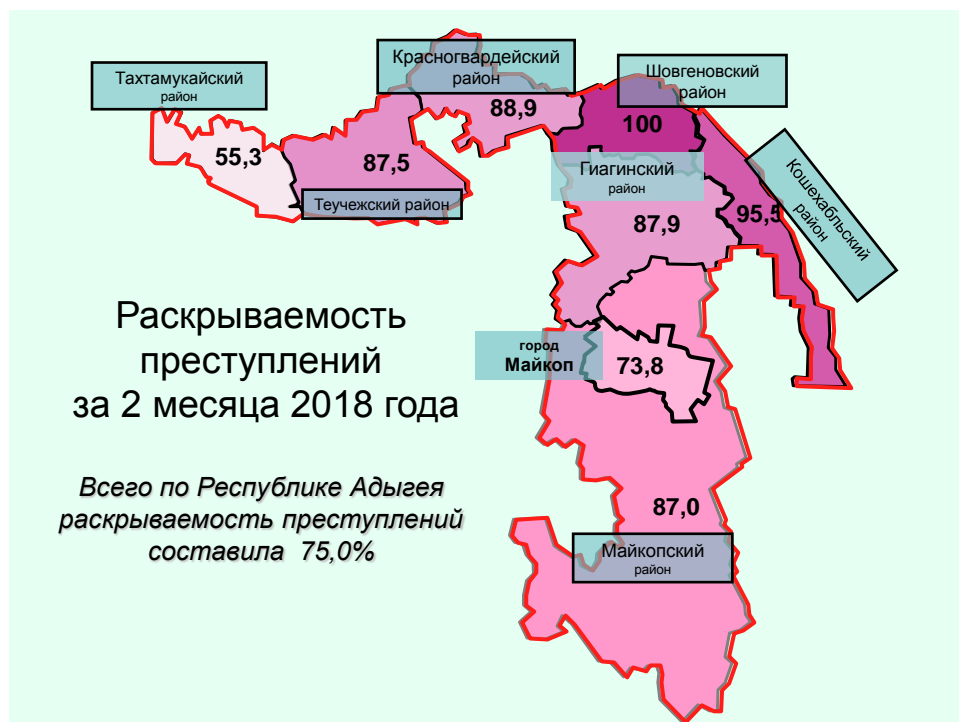 Красногвардейский
район
Тахтамукайский
район
Шовгеновский
район
88,9
100
55,3
87,5
Гиагинский
район
Кошехабльский
район
Теучежский район
87,9
95,5
Раскрываемость
преступлений
за 2 месяца 2018 года
город
Майкоп
73,8
Всего по Республике Адыгея
раскрываемость преступлений
составила 75,0%
87,0
Майкопский
район